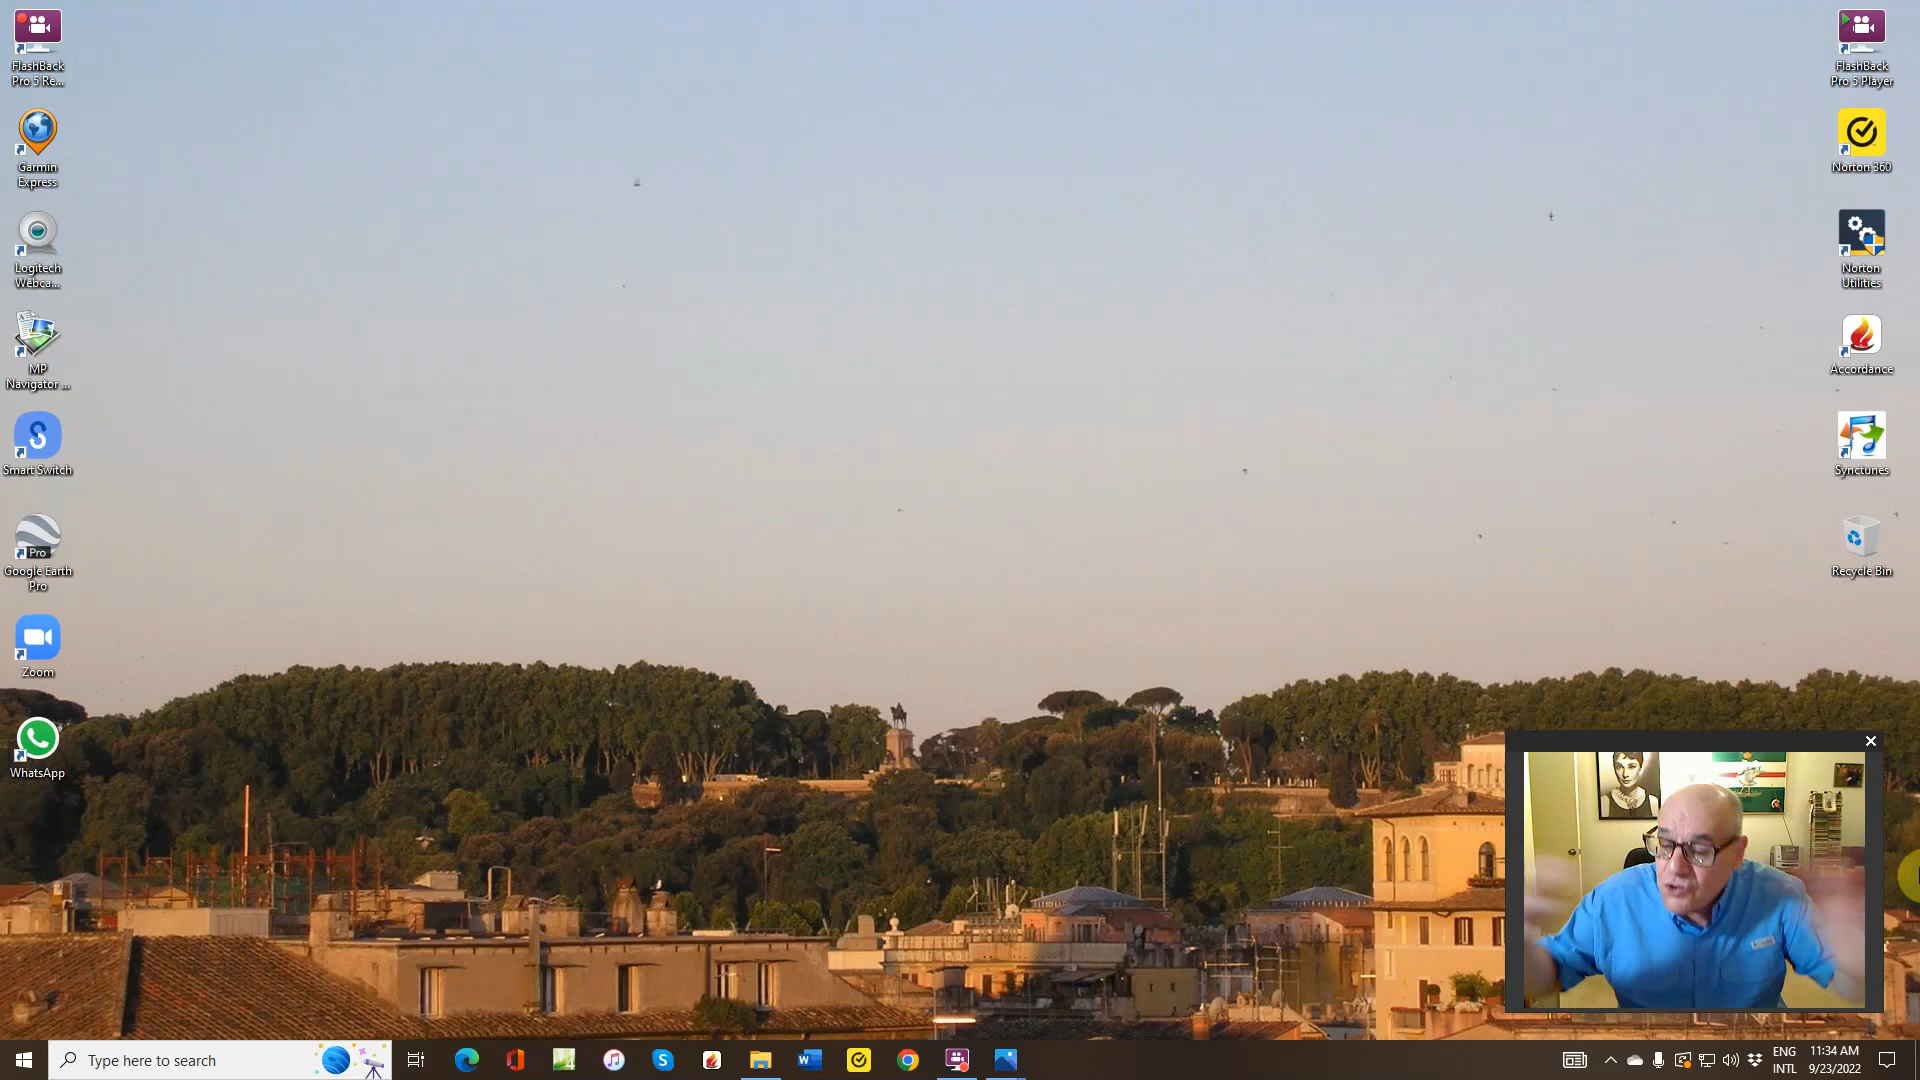 FlashBack
Pro 5 Re...
Garmin
Express
Logitech
Webca...
MP
Navigator ...
Smart Switch
Pro
Google Earth
Pro
Zoom
WhatsApp
FlashBack
Pro 5 Player
Norton 360
Norton
Utilities
Accordance
Synctunes
Recycle Bin
Type here to search
ENG
INTL
11:34 AM
9/23/2022